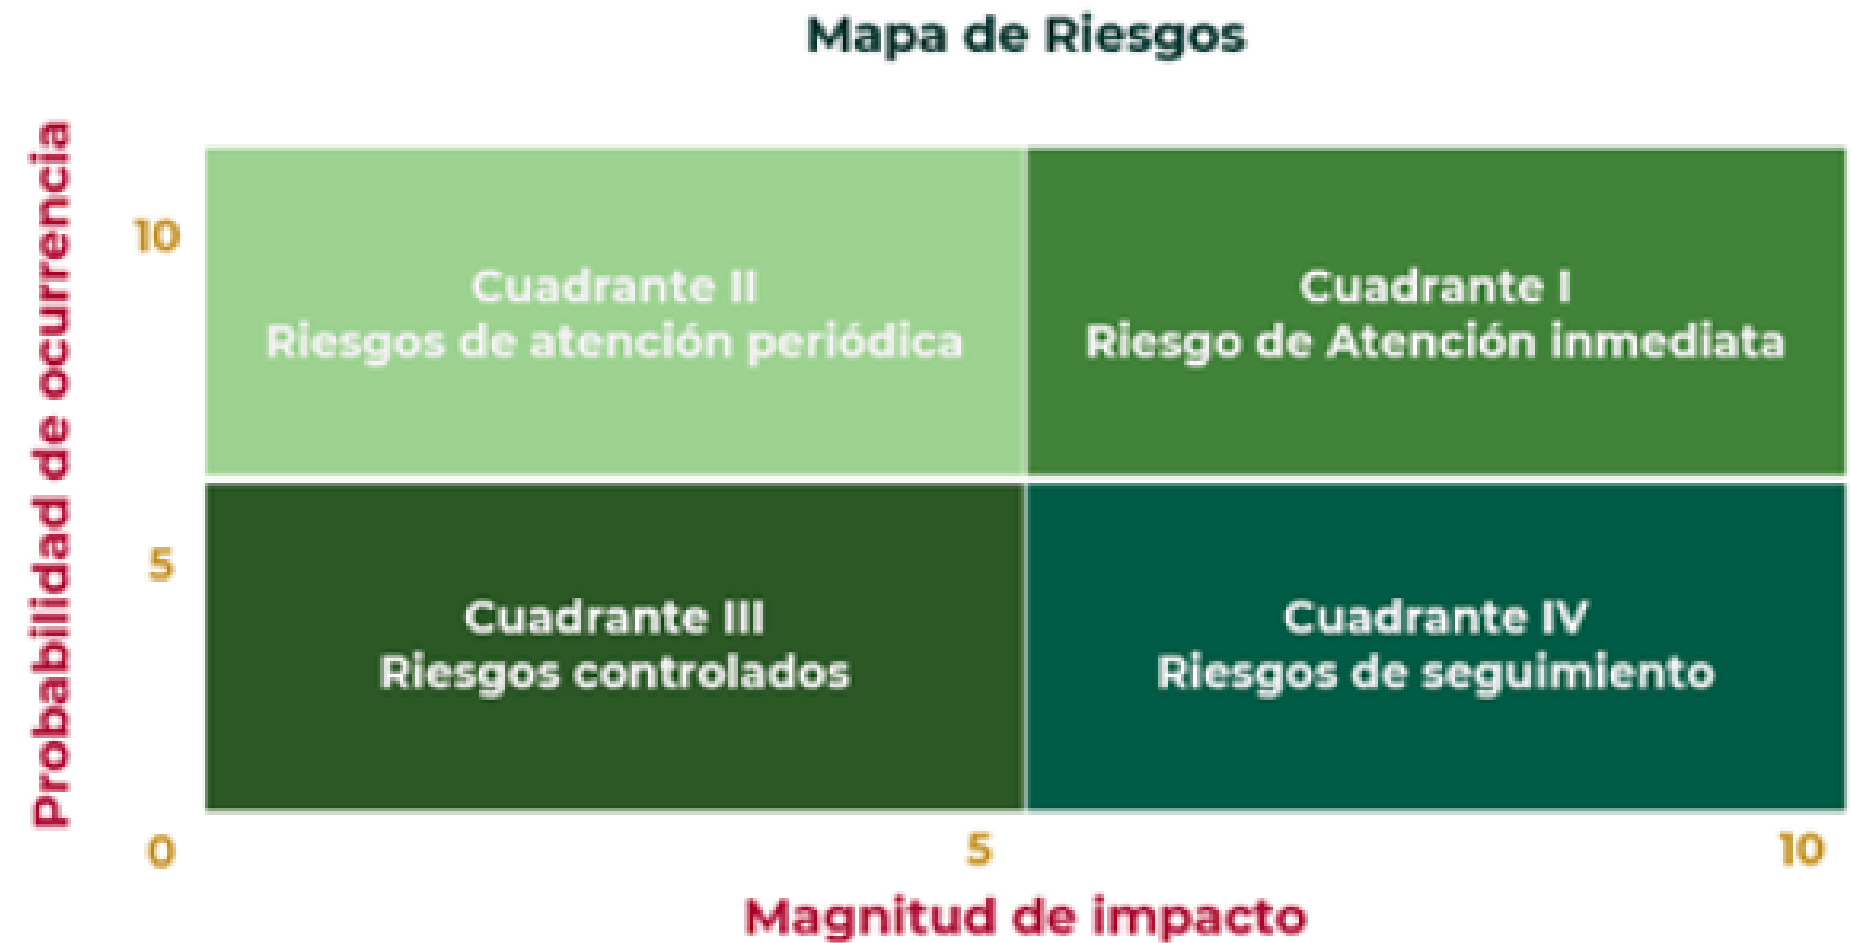 Mapa de Riesgos
Probabilidad de ocurrencia
10
Cuadrante II
Riesgos de atención periódica
Cuadrante I
Riesgo de Atención inmediata
5
Cuadrante III
Riesgos controlados
Cuadrante IV
Riesgos de seguimiento
0
5
10
Magnitud de impacto